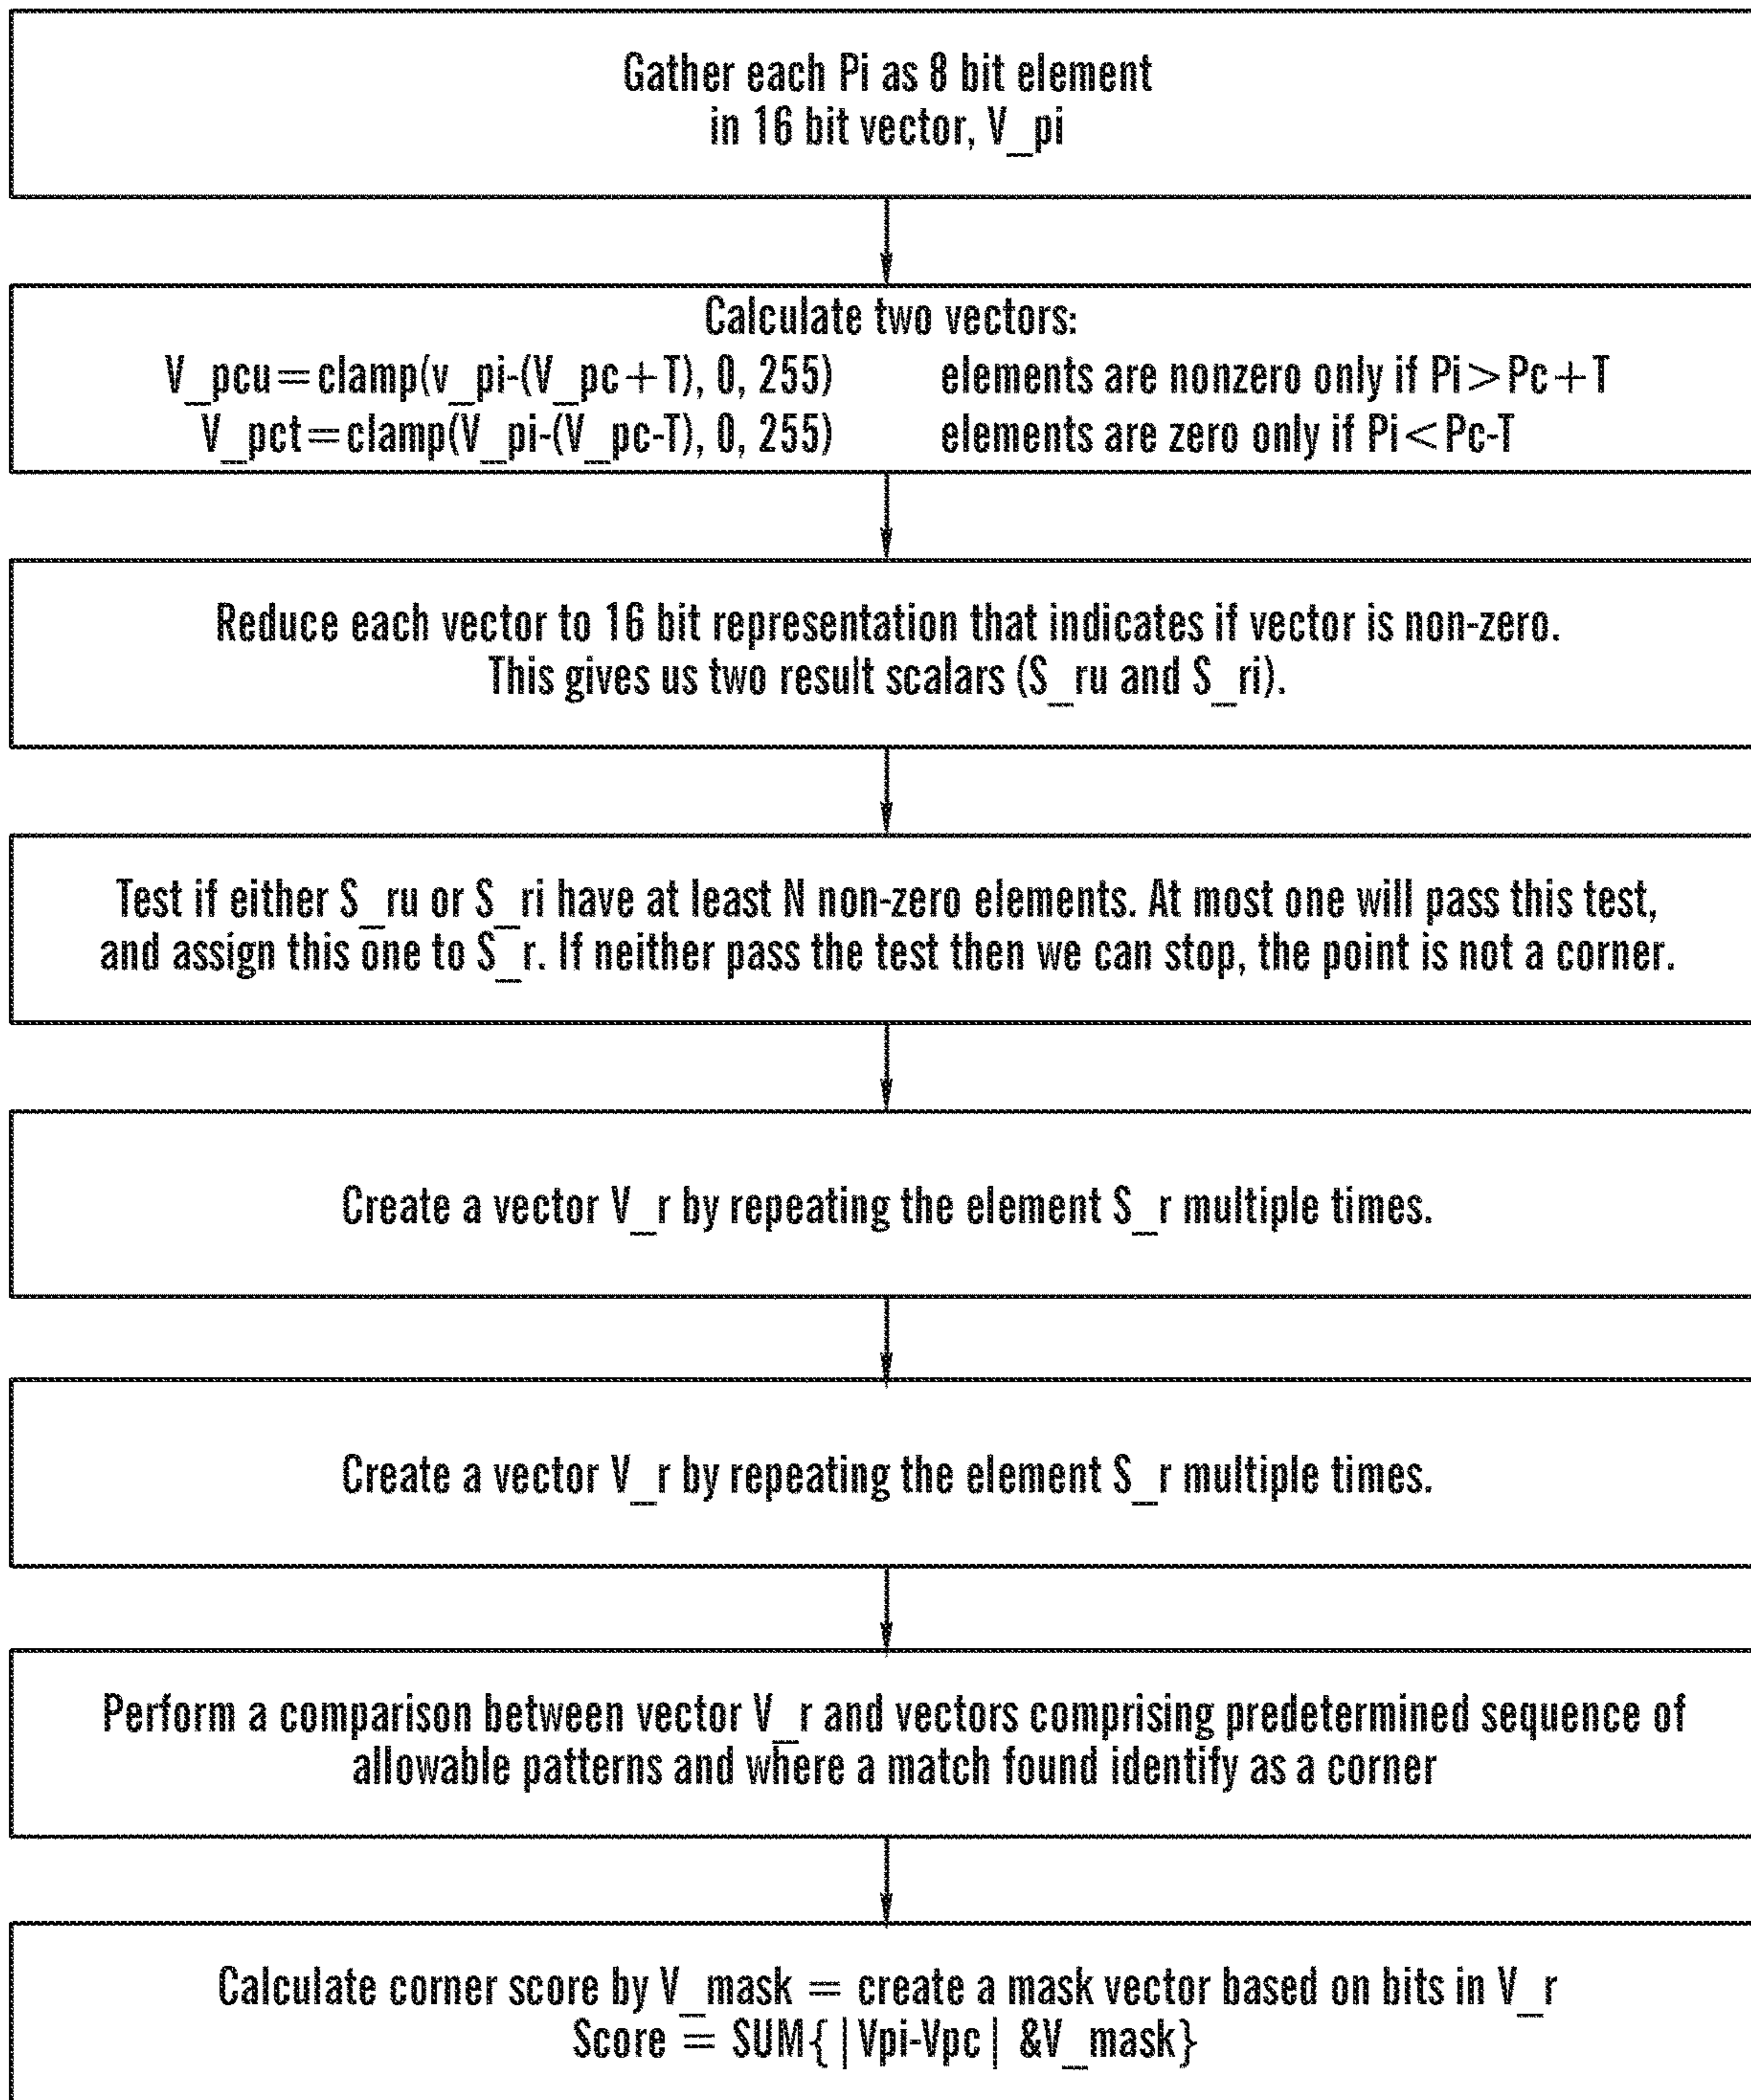 Gather each Pi as 8 bit element
in 16 bit vector, V_pi
Calculate two vectors:
V_pcu=clamp(v_pi-(V_pc+T), 0, 255) elements are nonzero only if Pi>Pc+T
V_pct=clamp(V_pi-(V_pc-T), 0, 255) elements are zero only if Pi<Pc-T
Reduce each vector to 16 bit representation that indicates if vector is non-zero.
This gives us two result scalars (S_ru and S_ri).
Test if either S_ru or S_ri have at least N non-zero elements. At most one will pass this test,
and assign this one to S_r. If neither pass the test then we can stop, the point is not a corner.
Create a vector V_r by repeating the element S_r multiple times.
Create a vector V_r by repeating the element S_r multiple times.
Perform a comparison between vector V_r and vectors comprising predetermined sequence of
allowable patterns and where a match found identify as a corner
Calculate corner score by V_mask = create a mask vector based on bits in V_r
Score = SUM{|Vpi-Vpc| &V_mask}